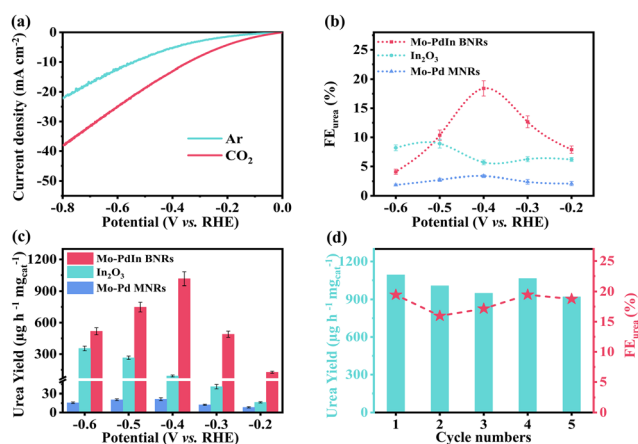 (a)
0
-10
-20
-30
-40
-50
Current density (mA cm⁻²)
Ar
CO₂
-0.8
-0.6
-0.4
-0.2
0.0
Potential (V vs. RHE)
(b)
25
20
15
10
5
0
FEurea (%)
Mo-PdIn BNRs
In₂O₃
Mo-Pd MNRs
-0.6
-0.5
-0.4
-0.3
-0.2
Potential (V vs. RHE)
(c)
1200
900
600
300
30
0
Urea Yield (μg h⁻¹ mgcat⁻¹)
Mo-PdIn BNRs
In₂O₃
Mo-Pd MNRs
-0.6
-0.5
-0.4
-0.3
-0.2
Potential (V vs. RHE)
(d)
1200
900
600
300
0
Urea Yield (μg h⁻¹ mgcat⁻¹)
25
20
15
10
5
0
FEurea (%)
1
2
3
4
5
Cycle numbers